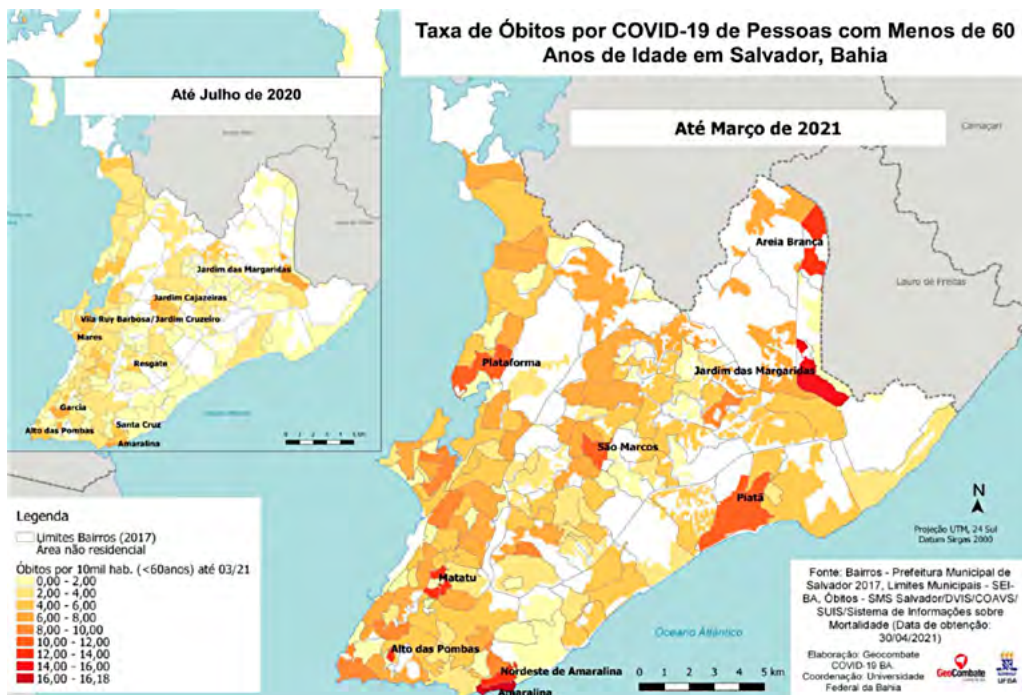 Taxa de Óbitos por COVID-19 de Pessoas com Menos de 60
Anos de Idade em Salvador, Bahia
Até Julho de 2020
Até Março de 2021
Camaçari
Areia Branca
Lauro de Freitas
Jardim das Margaridas
Jardim Cajazeiras
Vila Ruy Barbosa/Jardim Cruzeiro
Mares
Resgate
Garcia
Alto das Pombas
Santa Cruz
Amaralina
0 1 2 3 4 5 km
Plataforma
Jardim das Margaridas
São Marcos
Piatã
Matatu
Alto das Pombas
Nordeste de Amaralina
Amaralina
Oceano Atlântico
0 1 2 3 4 5 km
N
Projeção UTM, 24 Sul
Datum Sirgas 2000
Legenda
Limites Bairros (2017)
Área não residencial
Óbitos por 10mil hab. (<60anos) até 03/21
0,00 - 2,00
2,00 - 4,00
4,00 - 6,00
6,00 - 8,00
8,00 - 10,00
10,00 - 12,00
12,00 - 14,00
14,00 - 16,00
16,00 - 16,18
Fonte: Bairros - Prefeitura Municipal de
Salvador 2017, Limites Municipais - SEI-
BA, Óbitos - SMS Salvador/DVIS/COAVS/
SUIS/Sistema de Informações sobre
Mortalidade (Data de obtenção:
30/04/2021)
Elaboração: Geocombate
COVID-19 BA.
Coordenação: Universidade
Federal da Bahia
GeoCombate
UFBA